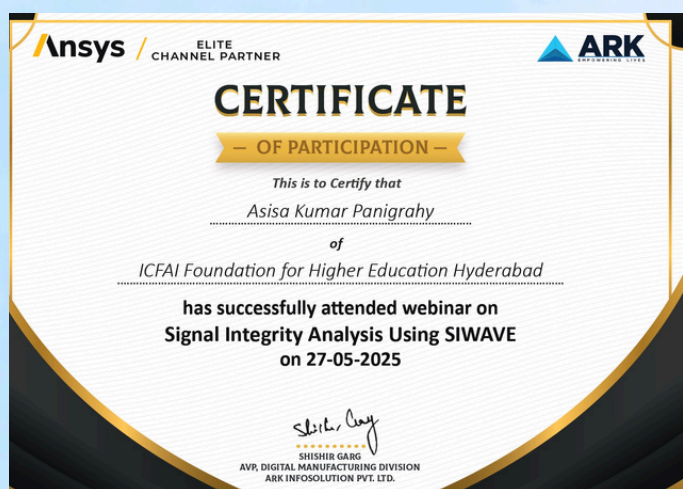 Ansys / ELITE CHANNEL PARTNER
ARK
EMPOWERING LIVES
CERTIFICATE
— OF PARTICIPATION —
This is to Certify that
Asisa Kumar Panigrahy
of
ICFAI Foundation for Higher Education Hyderabad
has successfully attended webinar on
Signal Integrity Analysis Using SIWAVE
on 27-05-2025
Shishir Garg
SHISHIR GARG
AVP, DIGITAL MANUFACTURING DIVISION
ARK INFOSOLUTION PVT. LTD.